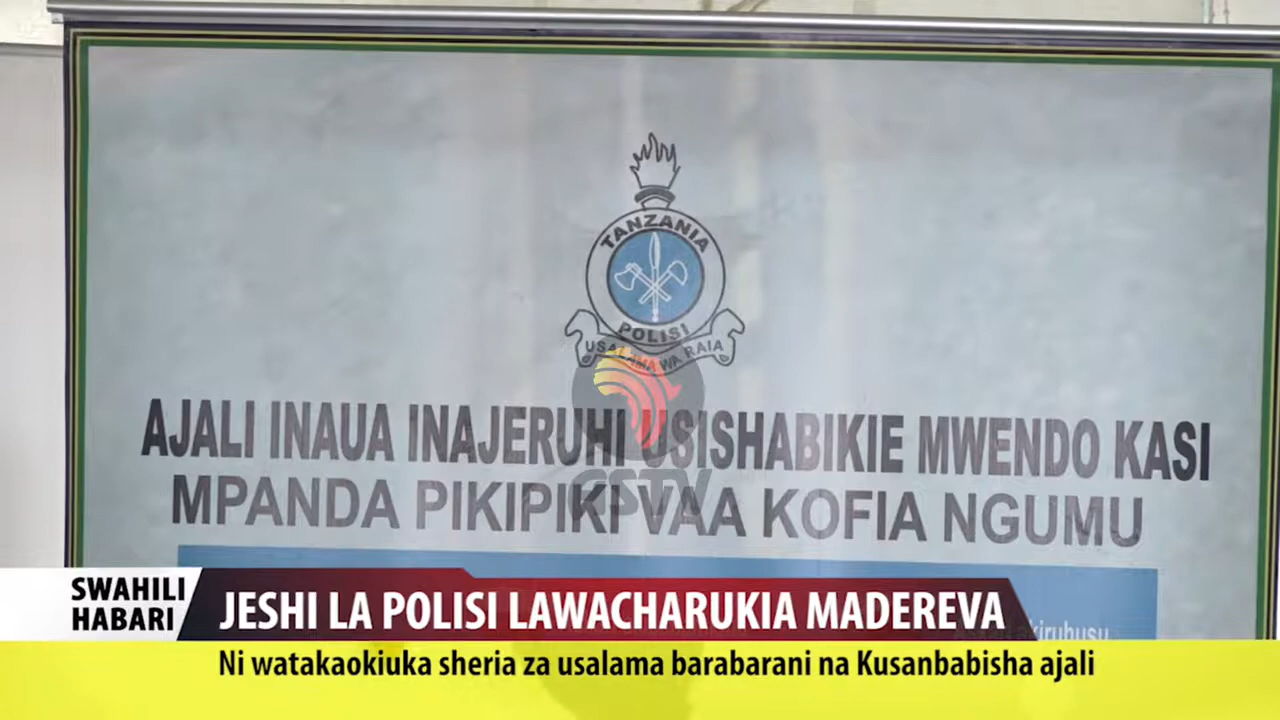 TANZANIA
POLISI
USALAMA WA RAIA
AJALI INAUA INAJERUHI USISHABIKIE MWENDO KASI
MPANDA PIKIPIKI VAA KOFIA NGUMU
GSTV
SWAHILI
HABARI
JESHI LA POLISI LAWACHARUKIA MADEREVA
Ni watakaokiuka sheria za usalama barabarani na Kusanbabisha ajali